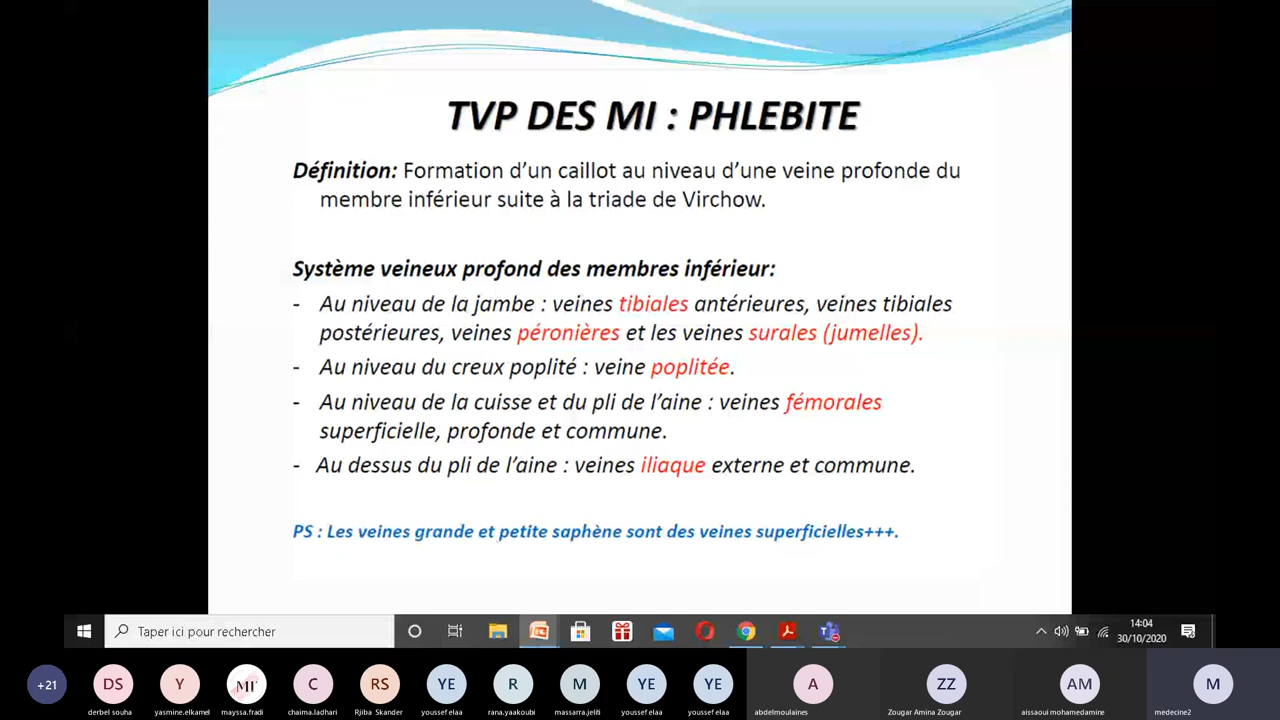 TVP DES MI : PHLEBITE
Définition: Formation d’un caillot au niveau d’une veine profonde du
membre inférieur suite à la triade de Virchow.
Système veineux profond des membres inférieur:
- Au niveau de la jambe : veines tibiales antérieures, veines tibiales
postérieures, veines péronières et les veines surales (jumelles).
- Au niveau du creux poplité : veine poplitée.
- Au niveau de la cuisse et du pli de l’aine : veines fémorales
superficielle, profonde et commune.
- Au dessus du pli de l’aine : veines iliaque externe et commune.
PS : Les veines grande et petite saphène sont des veines superficielles+++.
Taper ici pour rechercher
14:04
30/10/2020
+21 DS Y MI C RS YE R M YE YE A ZZ AM M
derbel souha yasmine.elkamel mayssa.fradi chaima.ladhari Rjiba Skander youssef elaa rana.yaakoubi massarra.jeliti youssef elaa youssef elaa abdelmoulaines Zougar Amina Zougar aissaoui mohamedamine medecine2